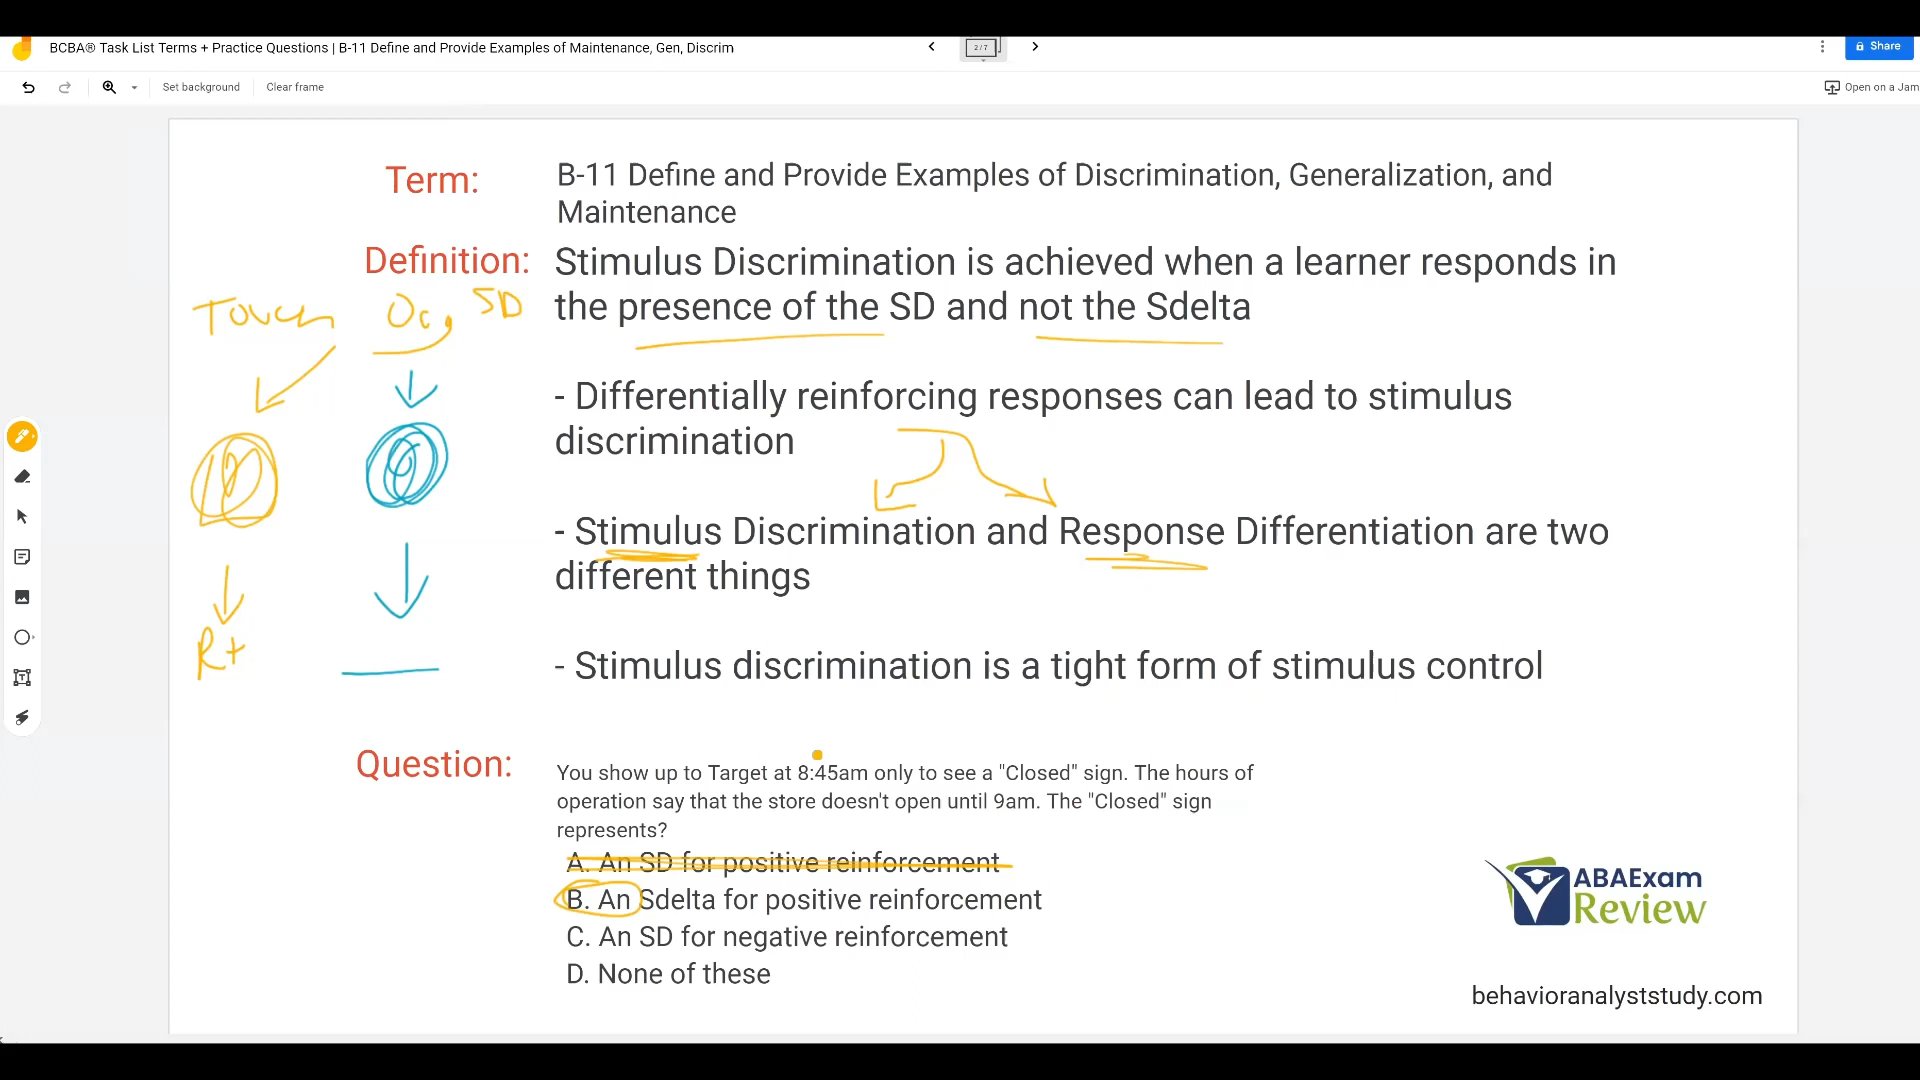 BCBA® Task List Terms + Practice Questions | B-11 Define and Provide Examples of Maintenance, Gen, Discrim
2/7
Share
Set background
Clear frame
Open on a Jam
Term:
B-11 Define and Provide Examples of Discrimination, Generalization, and
Maintenance
Definition:
Stimulus Discrimination is achieved when a learner responds in
the presence of the SD and not the Sdelta
Touch
SD
- Differentially reinforcing responses can lead to stimulus
discrimination
- Stimulus Discrimination and Response Differentiation are two
different things
R+
- Stimulus discrimination is a tight form of stimulus control
Question:
You show up to Target at 8:45am only to see a "Closed" sign. The hours of
operation say that the store doesn't open until 9am. The "Closed" sign
represents?
A. An SD for positive reinforcement
B. An Sdelta for positive reinforcement
C. An SD for negative reinforcement
D. None of these
ABAExam
Review
behavioranalyststudy.com